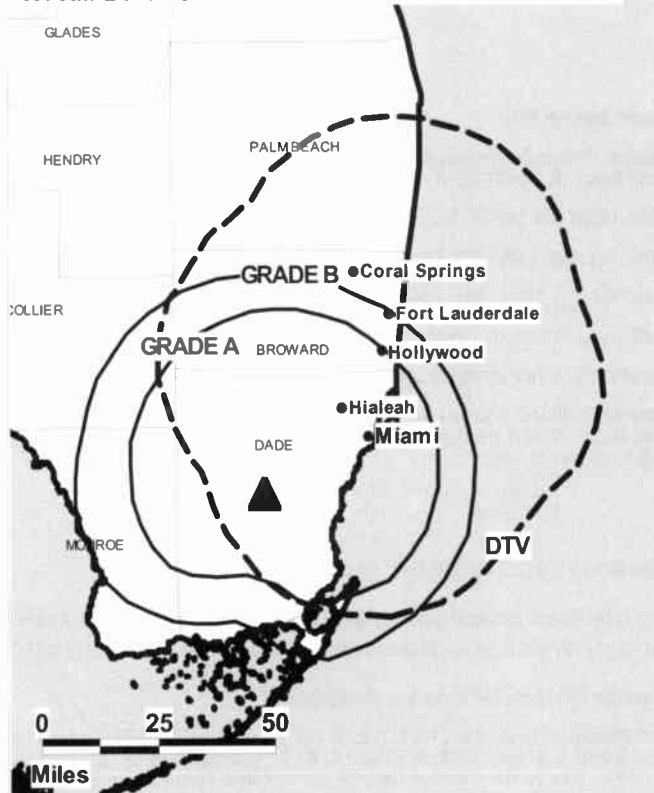 GLADES
HENDRY
PALMBEACH
GRADE B
Coral Springs
COLLIER
Fort Lauderdale
GRADE A
BROWARD
Hollywood
Hialeah
Miami
DADE
MONROE
DTV
0 25 50
Miles